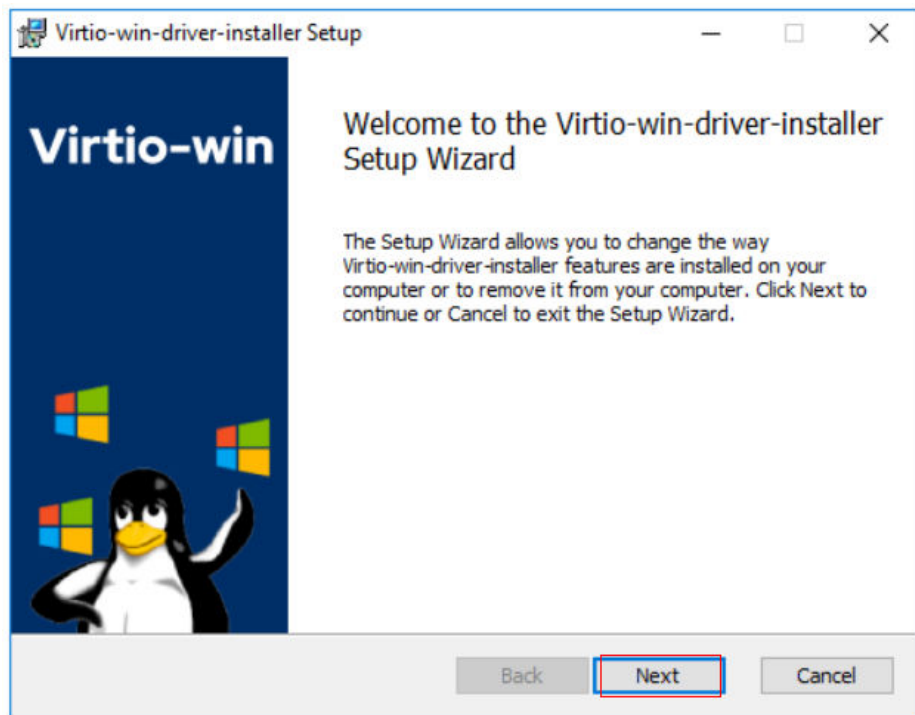 Virtio-win-driver-installer Setup
Virtio-win
Welcome to the Virtio-win-driver-installer
Setup Wizard
The Setup Wizard allows you to change the way
Virtio-win-driver-installer features are installed on your
computer or to remove it from your computer. Click Next to
continue or Cancel to exit the Setup Wizard.
Back Next Cancel